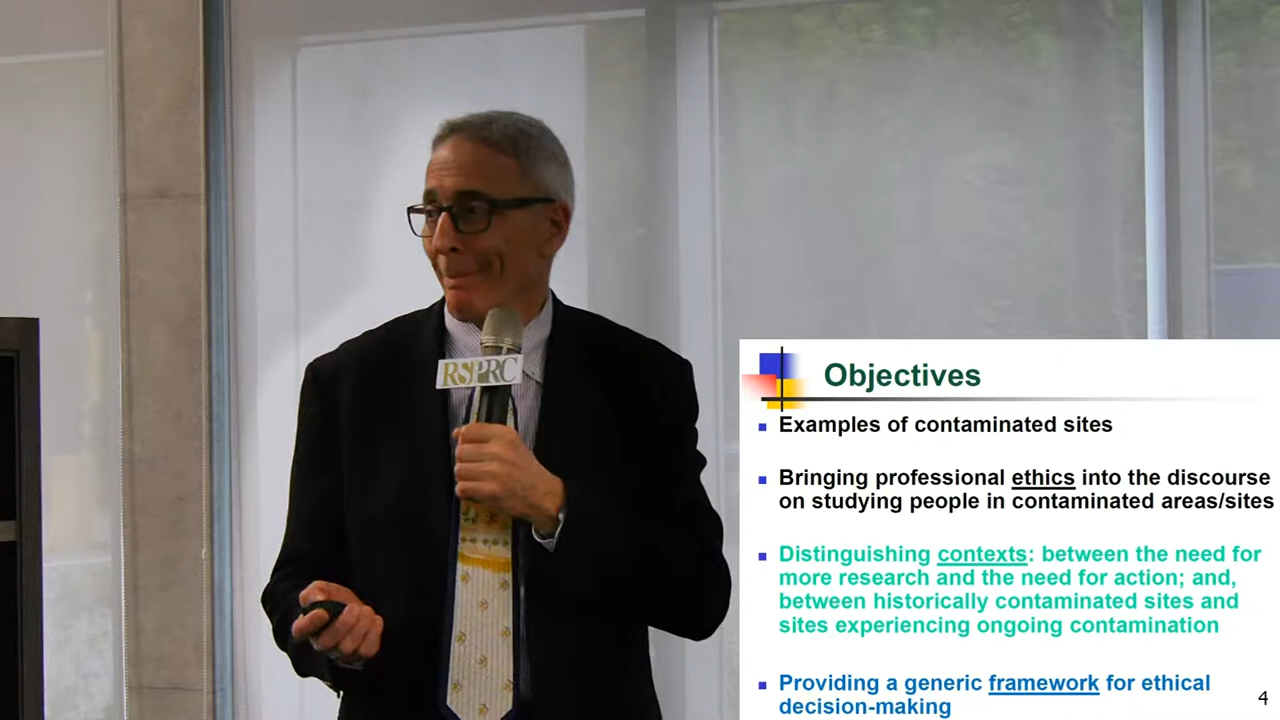 RSPRC
Objectives
Examples of contaminated sites
Bringing professional ethics into the discourse
on studying people in contaminated areas/sites
Distinguishing contexts: between the need for
more research and the need for action; and,
between historically contaminated sites and
sites experiencing ongoing contamination
Providing a generic framework for ethical
decision-making
4